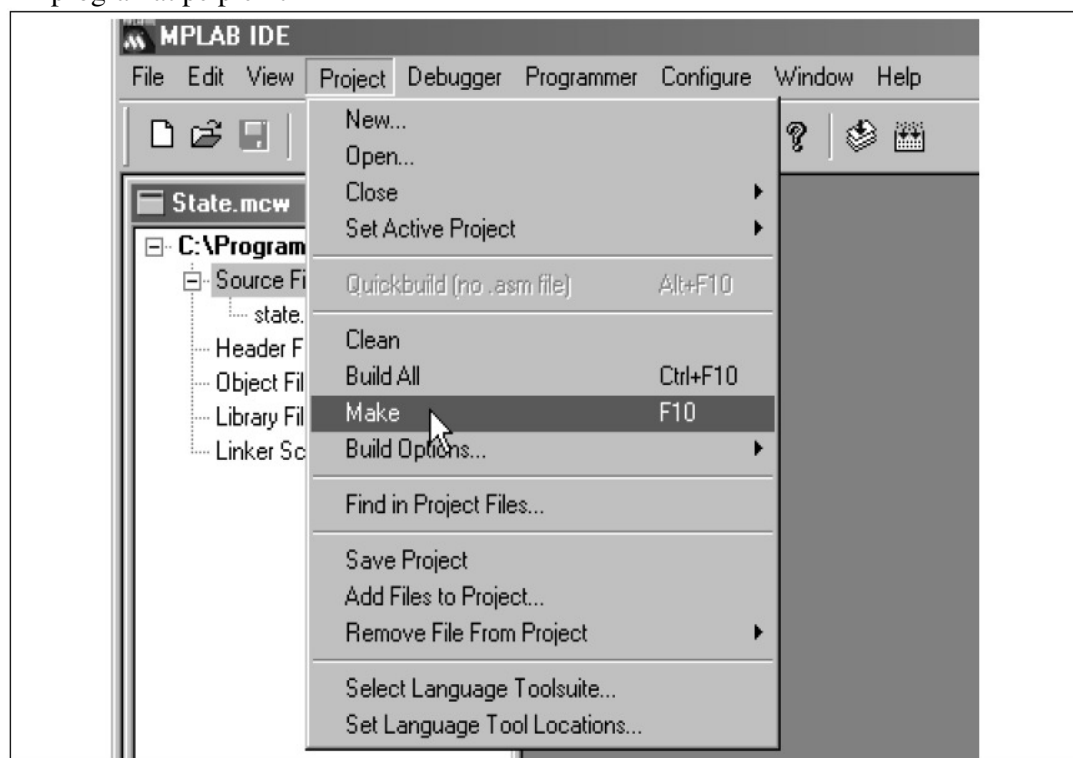 MPLAB IDE
File Edit View Project Debugger Programmer Configure Window Help
New...
Open...
Close
Set Active Project
State.mcw
C:\Program
Quickbuild (no .asm file) Alt+F10
Source Fi
state.
Clean
Header F
Build All Ctrl+F10
Object Fil
Make F10
Library Fil
Build Options...
Linker Sc
Find in Project Files...
Save Project
Add Files to Project...
Remove File From Project
Select Language Toolsuite...
Set Language Tool Locations...